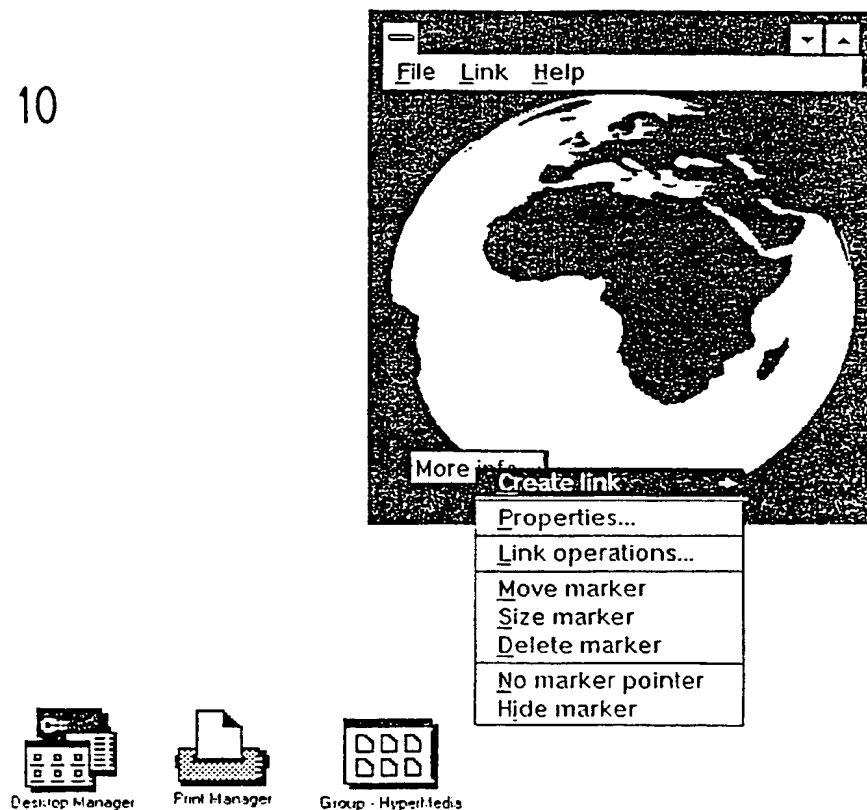 10
File Link Help
More info
Create link
Properties...
Link operations...
Move marker
Size marker
Delete marker
No marker pointer
Hide marker
Desktop Manager
Print Manager
Group - HyperMedia